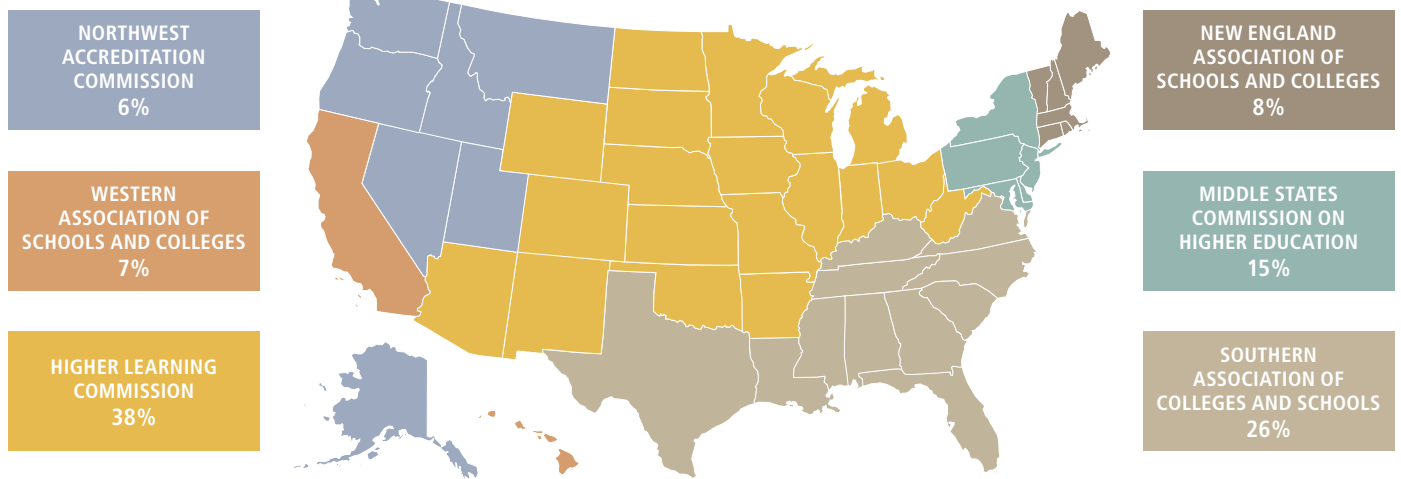 NORTHWEST
ACCREDITATION
COMMISSION
6%
WESTERN
ASSOCIATION OF
SCHOOLS AND COLLEGES
7%
HIGHER LEARNING
COMMISSION
38%
NEW ENGLAND
ASSOCIATION OF
SCHOOLS AND COLLEGES
8%
MIDDLE STATES
COMMISSION ON
HIGHER EDUCATION
15%
SOUTHERN
ASSOCIATION OF
COLLEGES AND SCHOOLS
26%